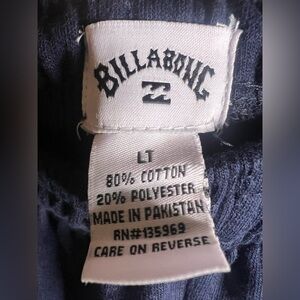 BILLABONG
LT
80% COTTON
20% POLYESTER
MADE IN PAKISTAN
RN#135969
CARE ON REVERSE